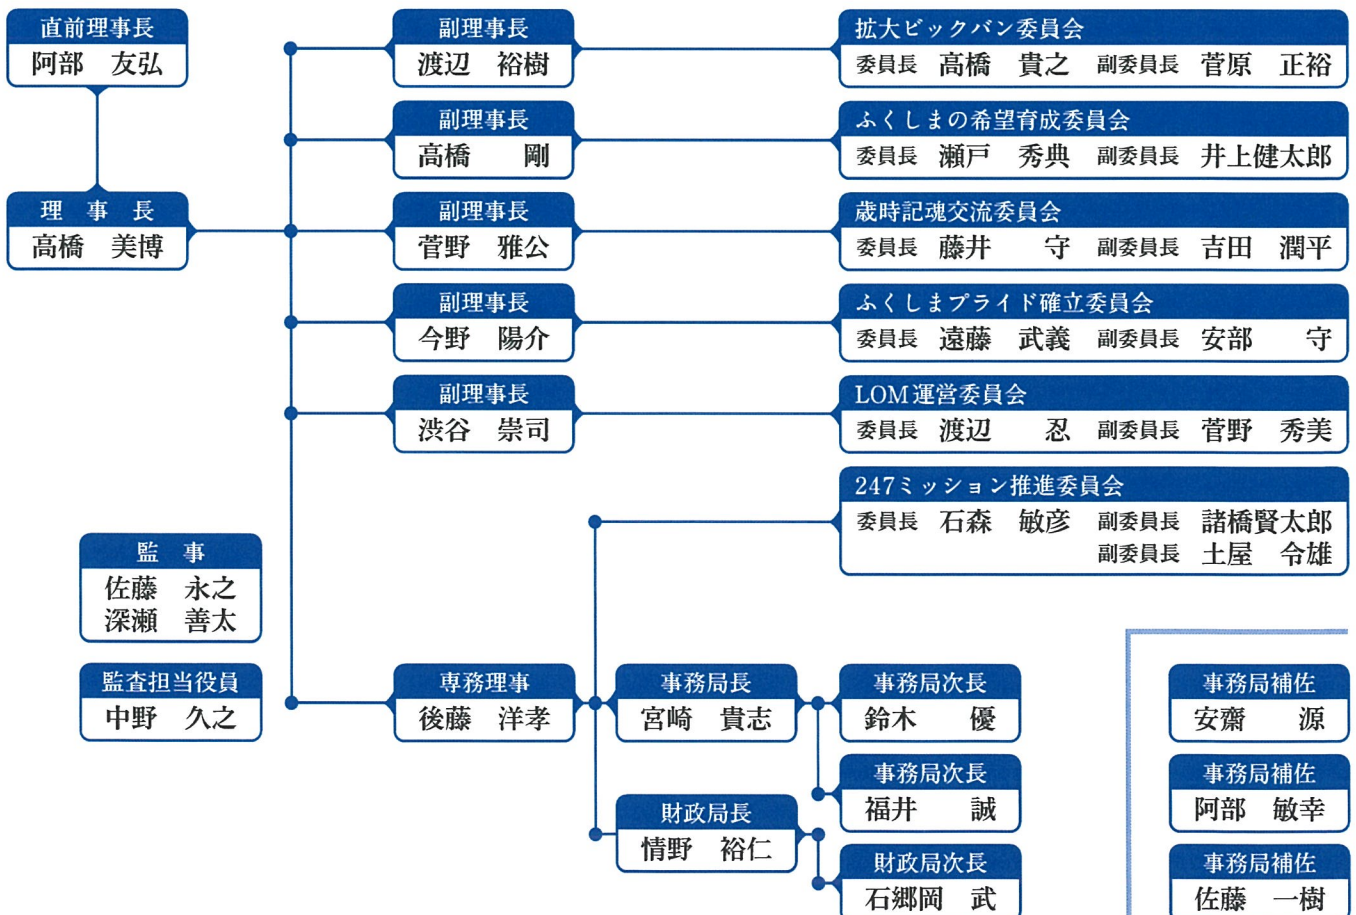 直前理事長
阿部 友弘
理事長
高橋 美博
副理事長
渡辺 裕樹
拡大ビックバン委員会
委員長 高橋 貴之 副委員長 菅原 正裕
副理事長
高橋 剛
ふくしまの希望育成委員会
委員長 瀬戸 秀典 副委員長 井上健太郎
副理事長
菅野 雅公
歳時記魂交流委員会
委員長 藤井 守 副委員長 吉田 潤平
副理事長
今野 陽介
ふくしまプライド確立委員会
委員長 遠藤 武義 副委員長 安部 守
副理事長
渋谷 崇司
LOM運営委員会
委員長 渡辺 忍 副委員長 菅野 秀美
247ミッション推進委員会
委員長 石森 敏彦 副委員長 諸橋賢太郎
副委員長 土屋 令雄
監事
佐藤 永之
深瀬 善太
監査担当役員
中野 久之
専務理事
後藤 洋孝
事務局長
宮崎 貴志
事務局次長
鈴木 優
事務局次長
福井 誠
財政局長
情野 裕仁
財政局次長
石郷岡 武
事務局補佐
安齋 源
事務局補佐
阿部 敏幸
事務局補佐
佐藤 一樹